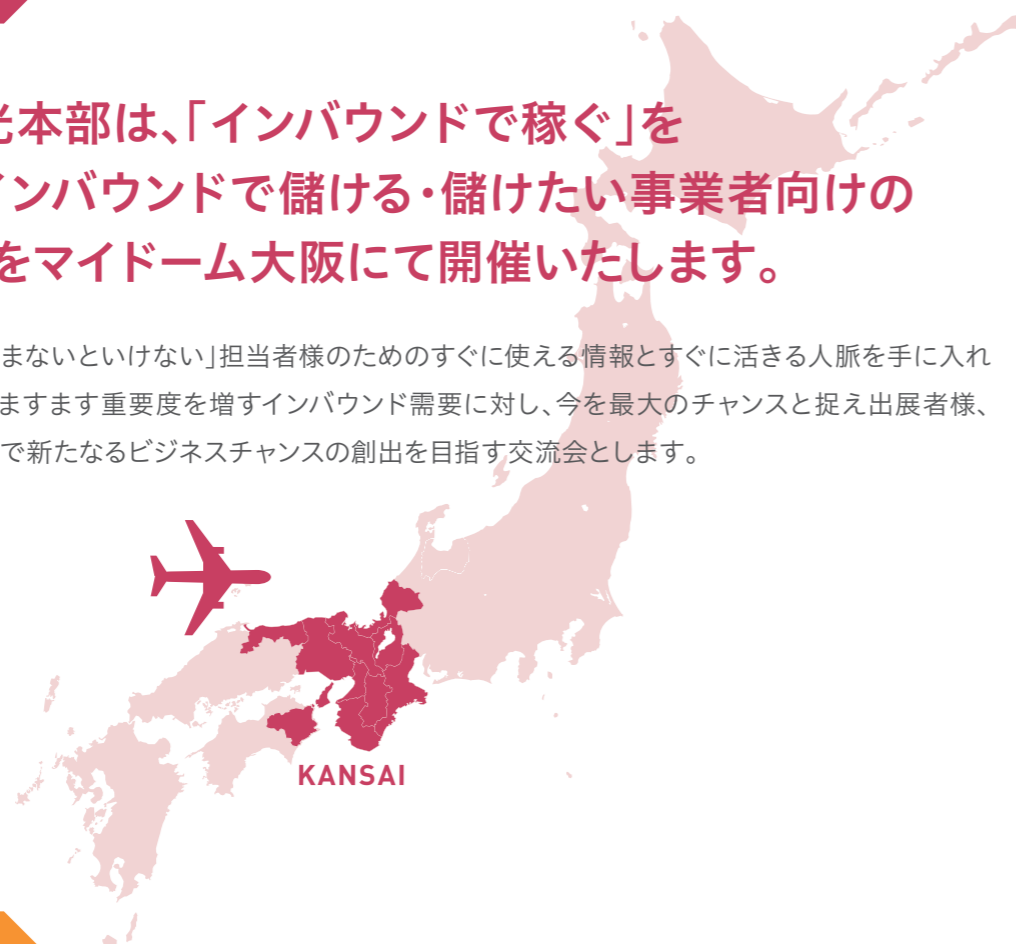 光本部は、「インバウンドで稼ぐ」を
インバウンドで儲ける・儲けたい事業者向けの
をマイドーム大阪にて開催いたします。
まないといけない」担当者様のためのすぐに使える情報とすぐに活きる人脈を手に入れ
ますます重要度を増すインバウンド需要に対し、今を最大のチャンスと捉え出展者様、
で新たなるビジネスチャンスの創出を目指す交流会とします。
KANSAI